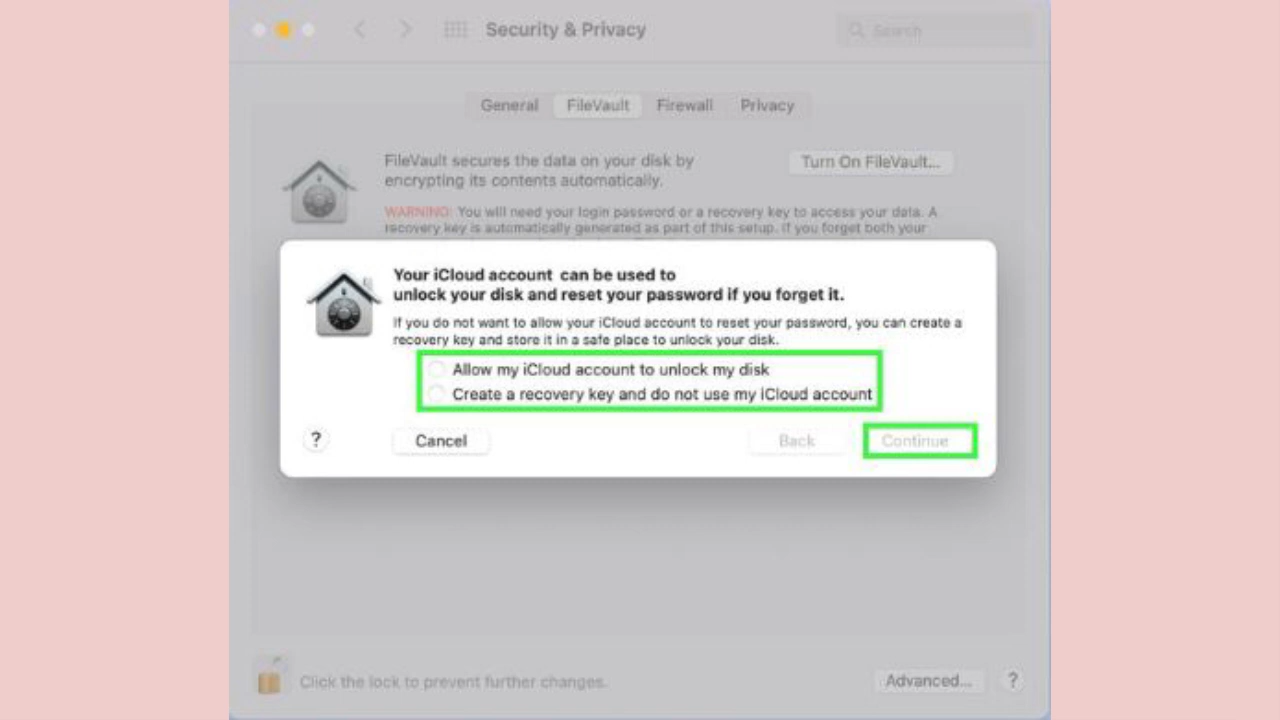 Security & Privacy
Search
General FileVault Firewall Privacy
FileVault secures the data on your disk by
encrypting its contents automatically.
Turn On FileVault...
WARNING: You will need your login password or a recovery key to access your data. A
recovery key is automatically generated as part of this setup. If you forget both your
Your iCloud account can be used to
unlock your disk and reset your password if you forget it.
If you do not want to allow your iCloud account to reset your password, you can create a
recovery key and store it in a safe place to unlock your disk.
Allow my iCloud account to unlock my disk
Create a recovery key and do not use my iCloud account
? Cancel Back Continue
Click the lock to prevent further changes.
Advanced... ?